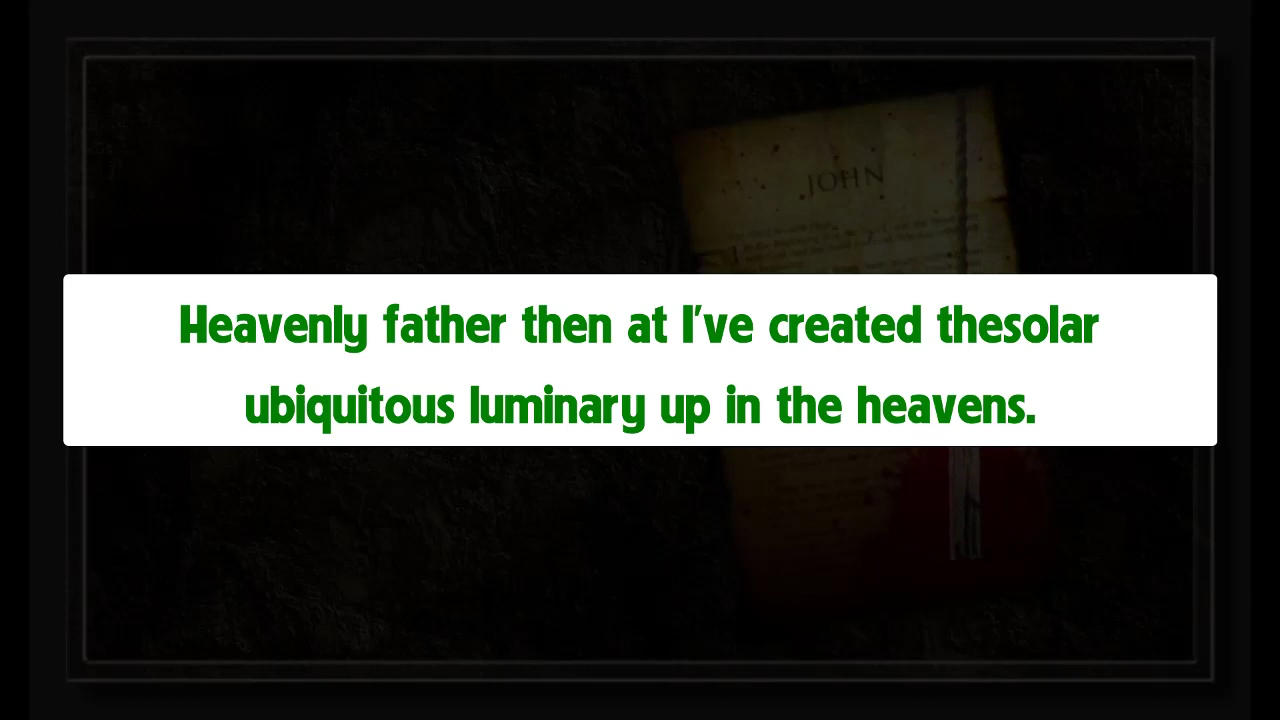 JOHN
Heavenly father then at I've created thesolar
ubiquitous luminary up in the heavens.